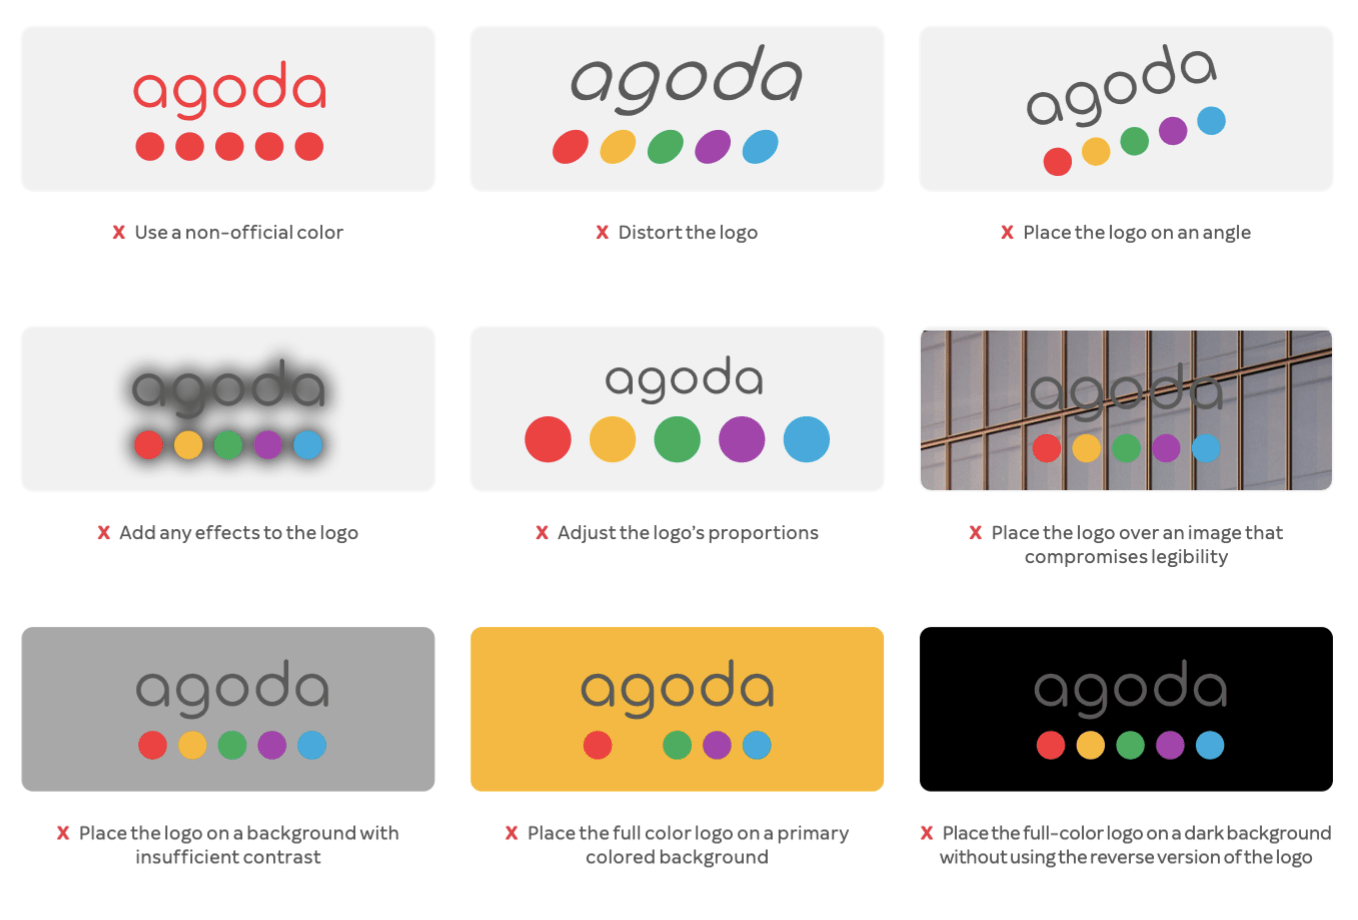 agoda
agoda
agoda
X Use a non-official color
X Distort the logo
X Place the logo on an angle
agoda
agoda
agoda
X Add any effects to the logo
X Adjust the logo's proportions
X Place the logo over an image that
compromises legibility
agoda
agoda
agoda
X Place the logo on a background with
insufficient contrast
X Place the full color logo on a primary
colored background
X Place the full-color logo on a dark background
without using the reverse version of the logo